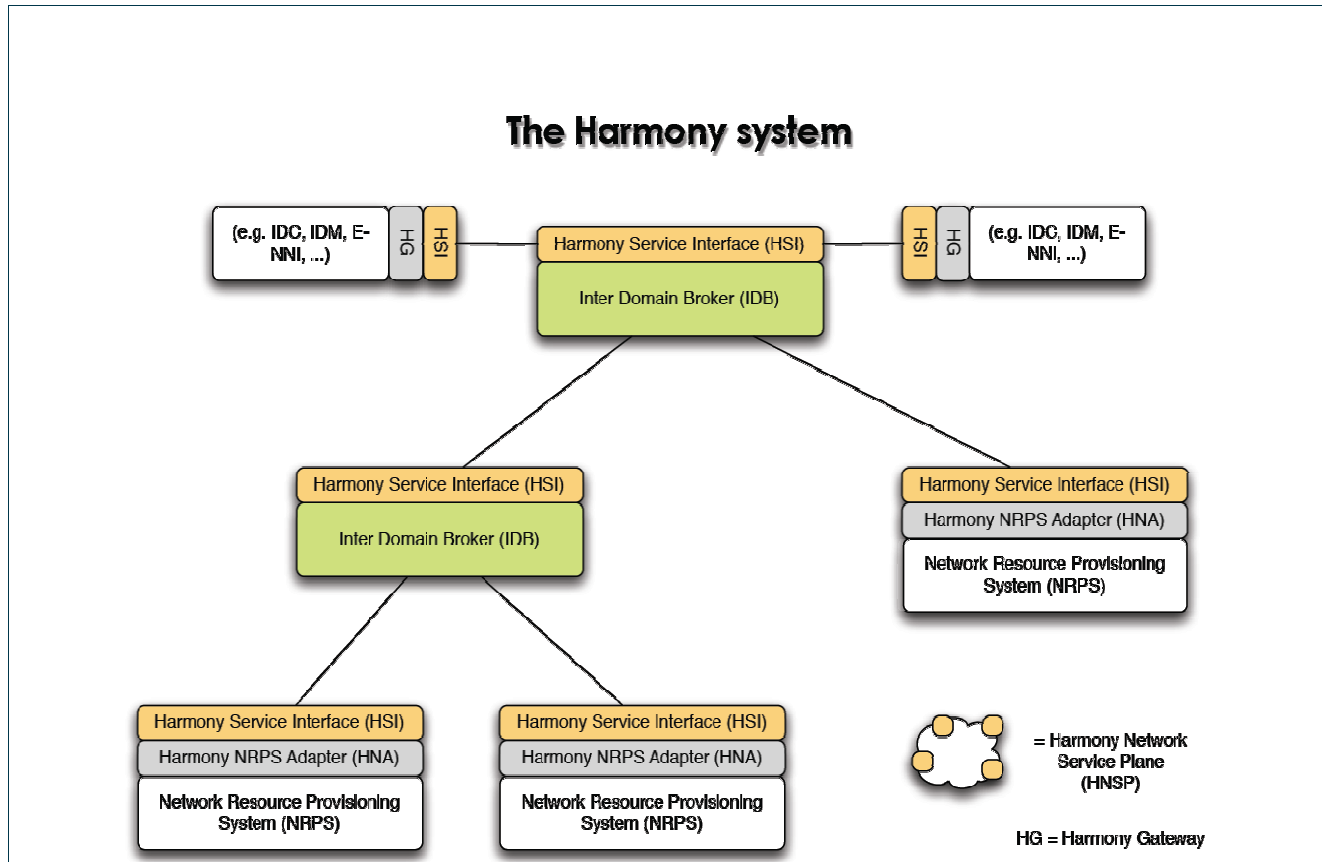 The Harmony system
(e.g. IDC, IDM, E-
NNI, ...)
HG
HSI
Harmony Service Interface (HSI)
Inter Domain Broker (IDB)
HSI
HG
(e.g. IDC, IDM, E-
NNI, ...)
Harmony Service Interface (HSI)
Inter Domain Broker (IDB)
Harmony Service Interface (HSI)
Harmony NRPS Adapter (HNA)
Network Resource Provisioning
System (NRPS)
Harmony Service Interface (HSI)
Harmony NRPS Adapter (HNA)
Network Resource Provisioning
System (NRPS)
Harmony Service Interface (HSI)
Harmony NRPS Adapter (HNA)
Network Resource Provisioning
System (NRPS)
= Harmony Network
Service Plane
(HNSP)
HG = Harmony Gateway